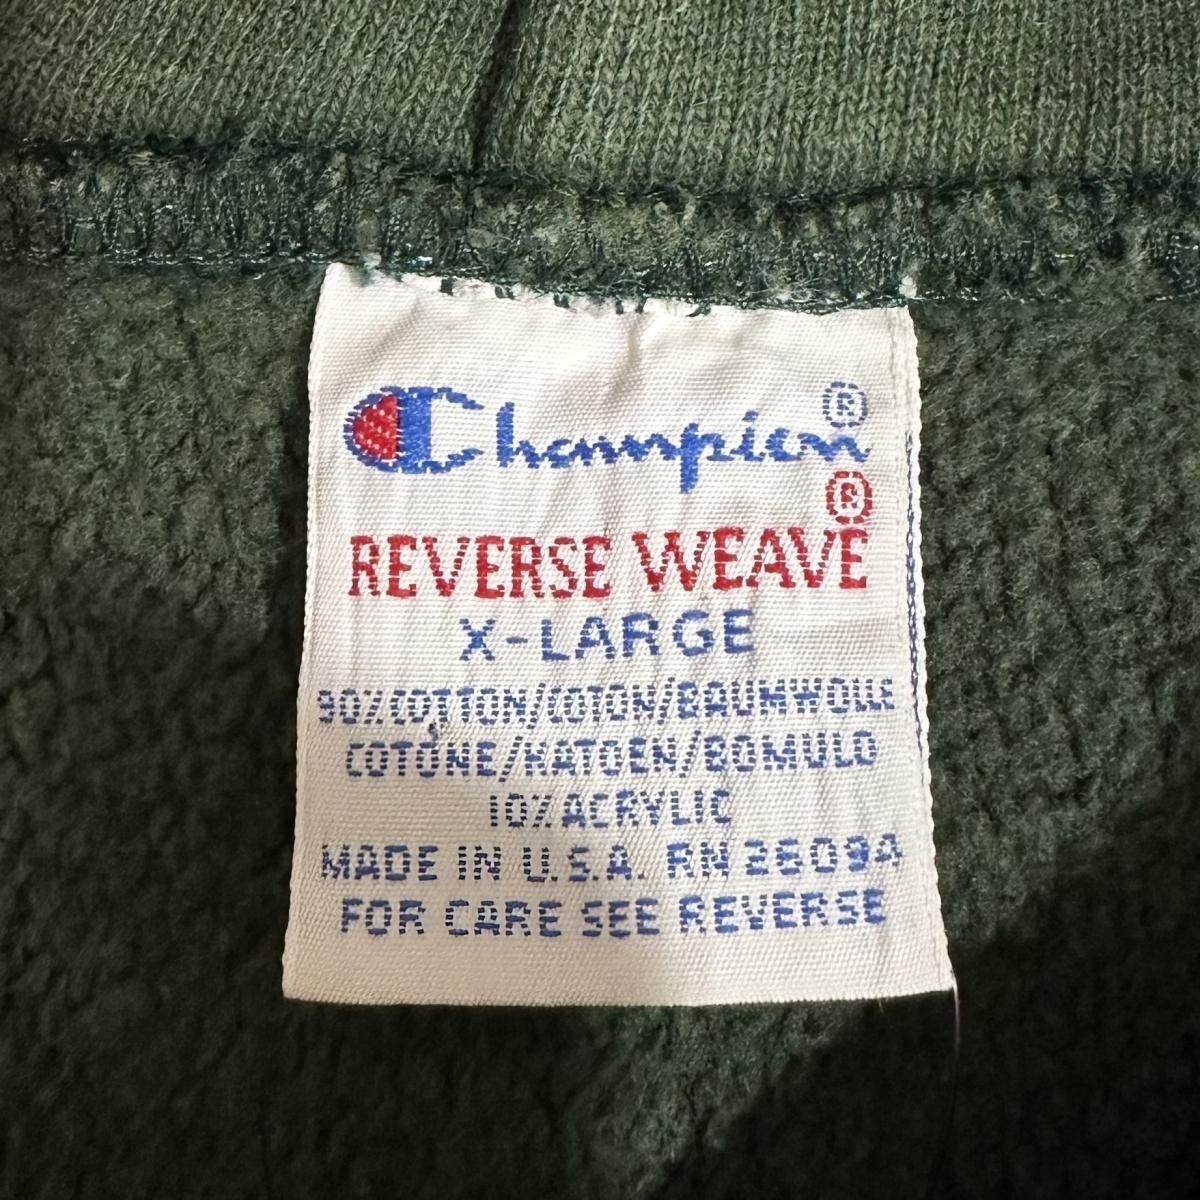 Champion®
REVERSE WEAVE®
X-LARGE
90% COTTON/COTON/BAUMWOLLE
COTONE/KATOEN/BOMULD
10% ACRYLIC
MADE IN U.S.A. RN 26094
FOR CARE SEE REVERSE